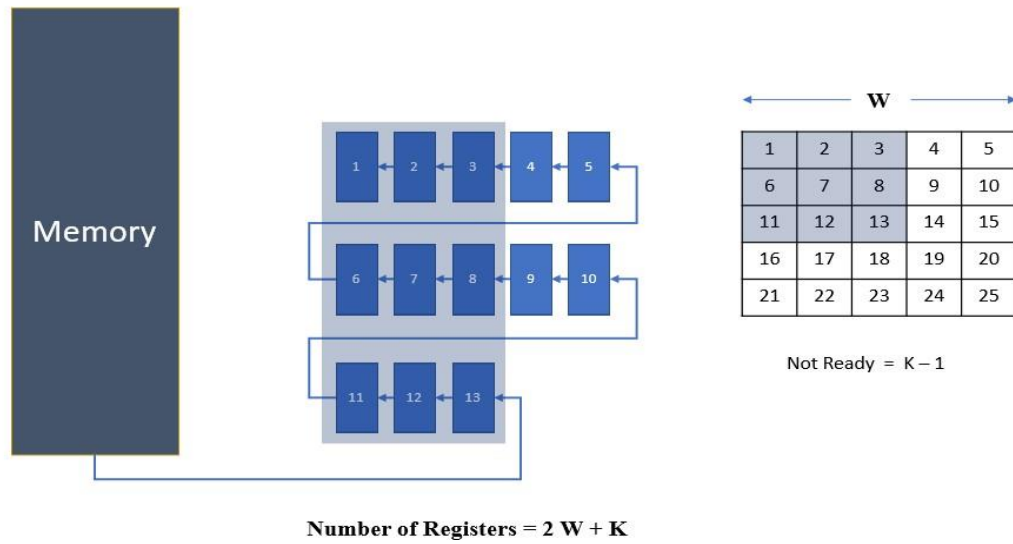 Memory
1 2 3 4 5
6 7 8 9 10
11 12 13
W
1 2 3 4 5
6 7 8 9 10
11 12 13 14 15
16 17 18 19 20
21 22 23 24 25
Not Ready = K – 1
Number of Registers = 2 W + K